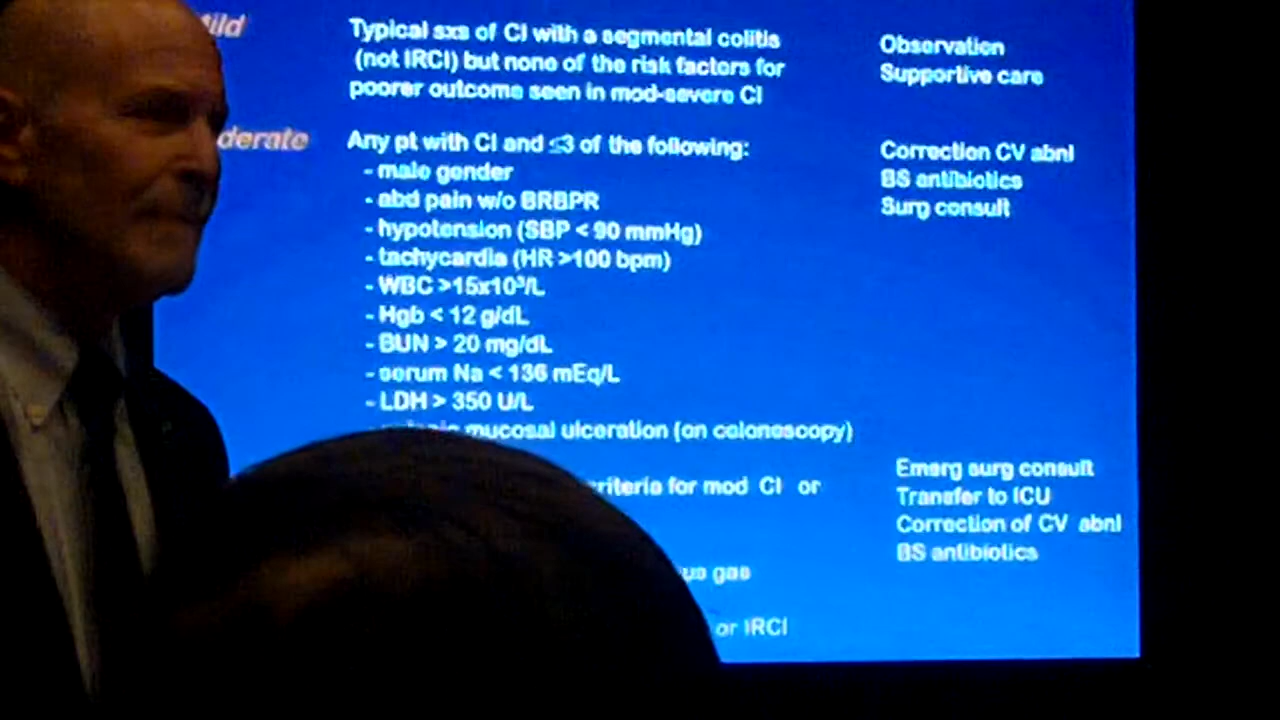 Typical sxs of CI with a segmental colitis
(not IRCI) but none of the risk factors for
poorer outcome seen in mod-severe CI
Observation
Supportive care
Any pt with CI and ≤3 of the following:
- male gender
- abd pain w/o BRBPR
- hypotension (SBP < 90 mmHg)
- tachycardia (HR >100 bpm)
- WBC >15x10³/L
- Hgb < 12 g/dL
- BUN > 20 mg/dL
- serum Na < 136 mEq/L
- LDH > 350 U/L
mucosal ulceration (on colonoscopy)
Correction CV abnl
BS antibiotics
Surg consult
for mod CI or
gas
or IRCI
Emerg surg consult
Transfer to ICU
Correction of CV abnl
BS antibiotics